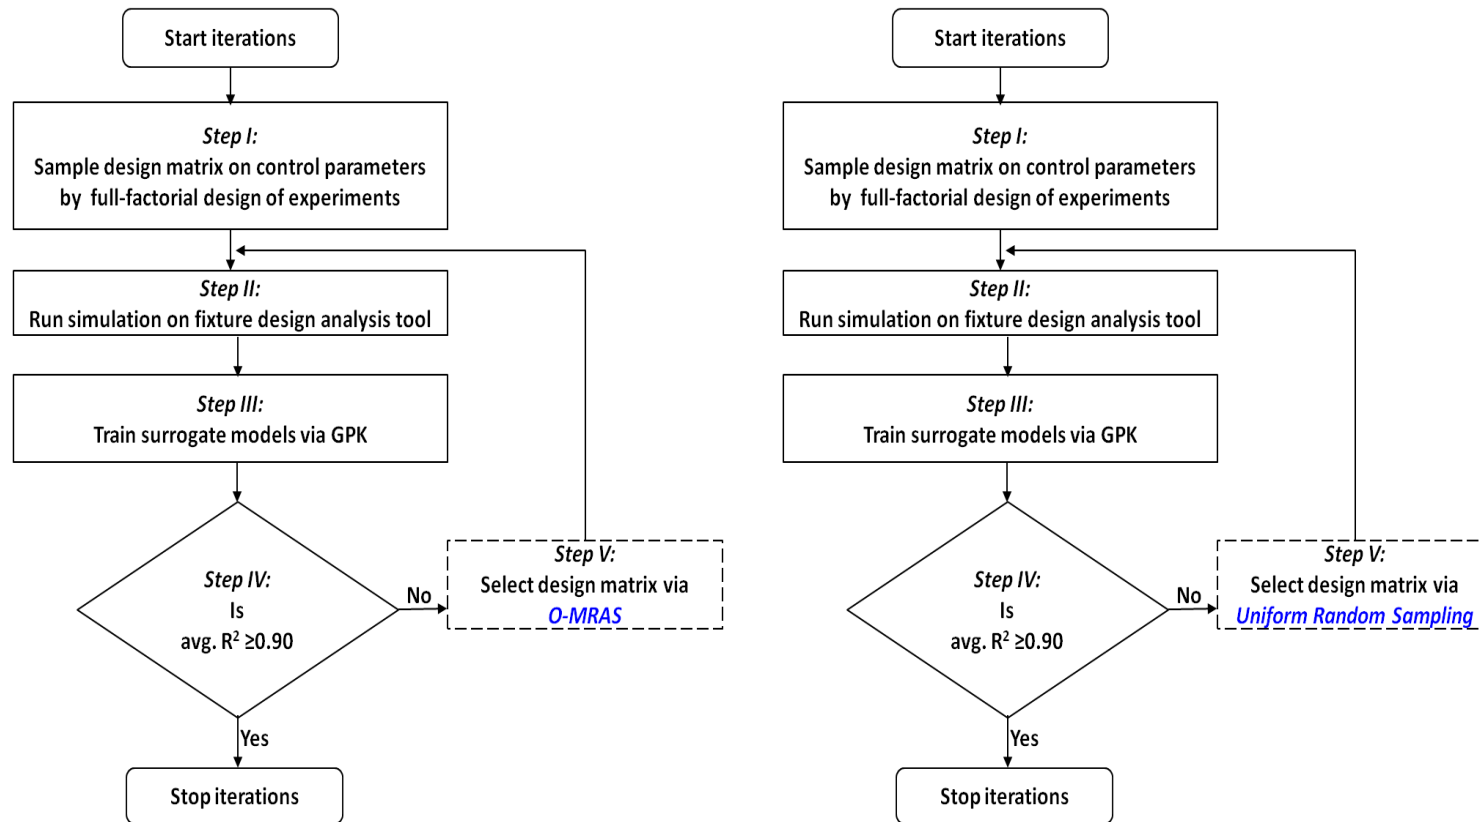 Start iterations
Step I:
Sample design matrix on control parameters
by full-factorial design of experiments
Step II:
Run simulation on fixture design analysis tool
Step III:
Train surrogate models via GPK
Step IV:
Is
avg. R² ≥0.90
No
Step V:
Select design matrix via
O-MRAS
Yes
Stop iterations
Start iterations
Step I:
Sample design matrix on control parameters
by full-factorial design of experiments
Step II:
Run simulation on fixture design analysis tool
Step III:
Train surrogate models via GPK
Step IV:
Is
avg. R² ≥0.90
No
Step V:
Select design matrix via
Uniform Random Sampling
Yes
Stop iterations